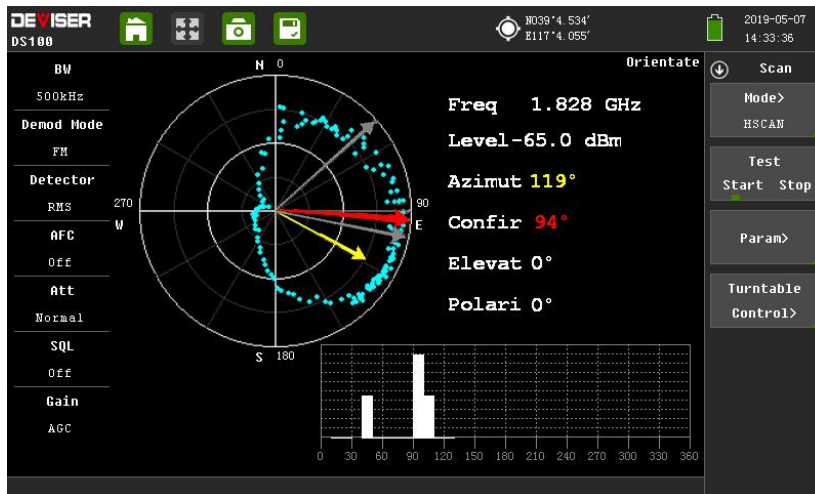 DEVISER
DS100
N039°4.534′
E117°4.055′
2019-05-07
14:33:36
BW
500kHz
Demod Mode
FM
Detector
RMS
AFC
Off
Att
Normal
SQL
Off
Gain
AGC
Orientate
N 0
270
W
90
E
S 180
Freq 1.828 GHz
Level-65.0 dBm
Azimut 119°
Confir 94°
Elevat 0°
Polari 0°
0 30 60 90 120 150 180 210 240 270 300 330 360
Scan
Mode>
HSCAN
Test
Start Stop
Param>
Turntable
Control>